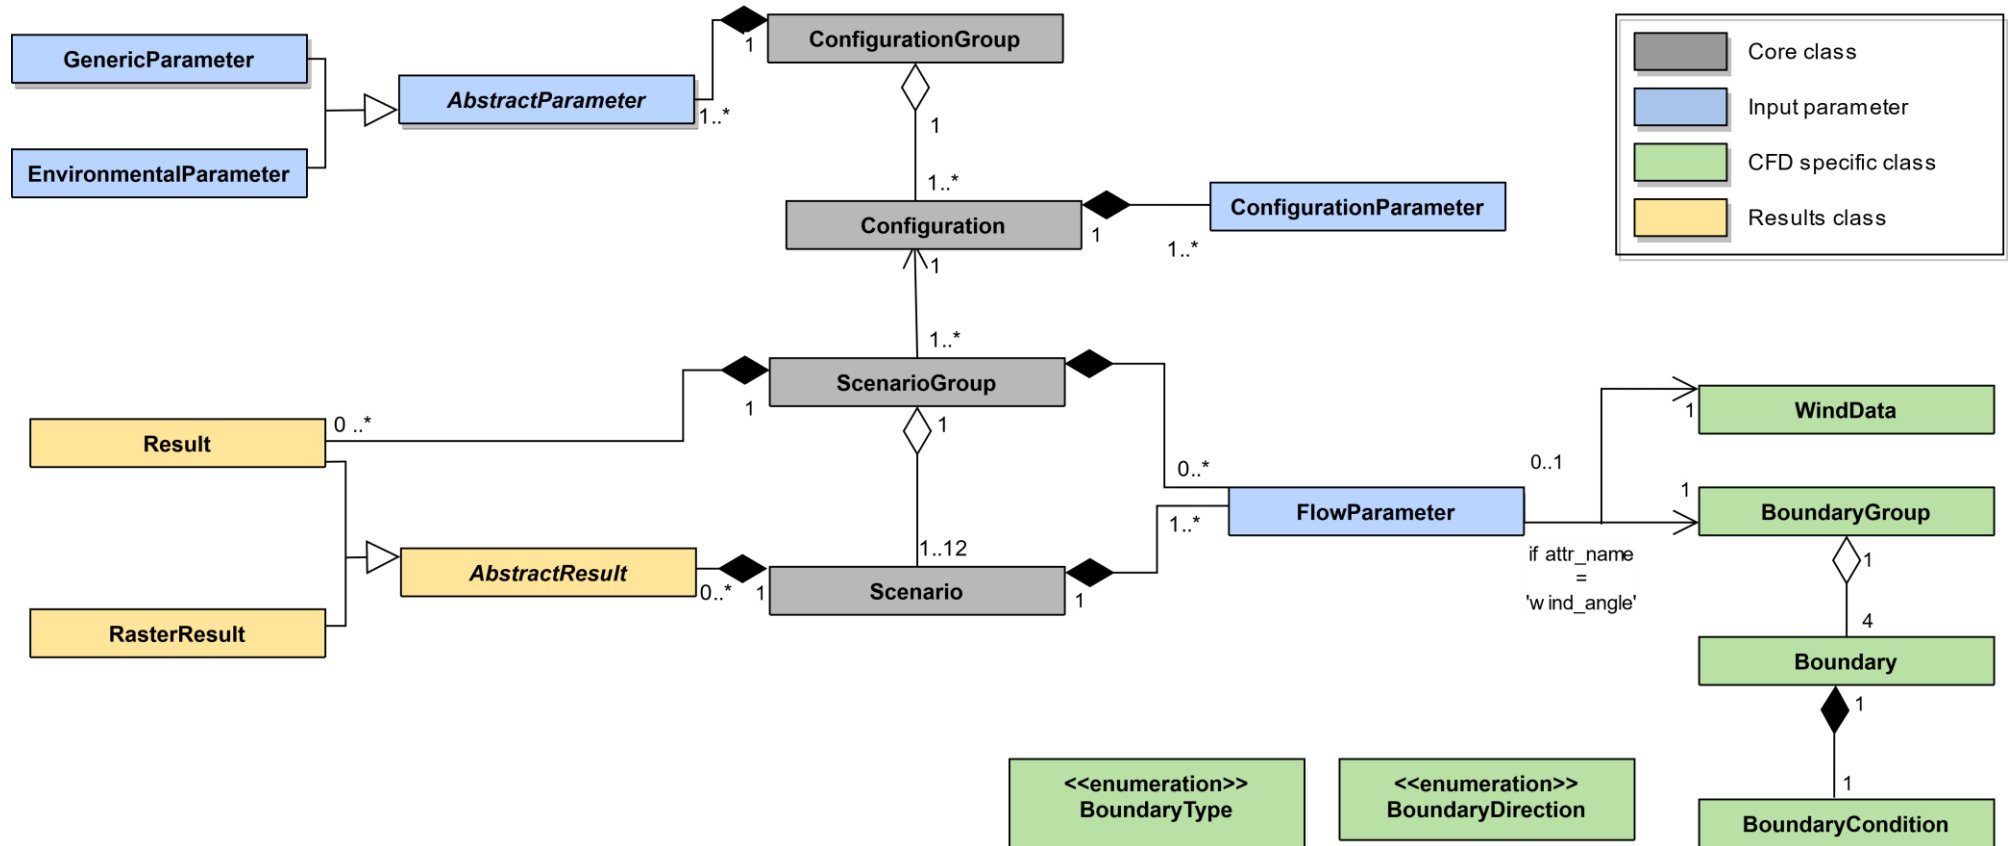 ConfigurationGroup
1
GenericParameter
AbstractParameter
1..*
EnvironmentalParameter
1
1..*
Configuration
1
ConfigurationParameter
1..*
1
1..*
Core class
Input parameter
CFD specific class
Results class
ScenarioGroup
1
1
0 ..*
Result
AbstractResult
0..*
1
RasterResult
1..12
Scenario
1
0..*
1..*
FlowParameter
0..1
1
WindData
1
BoundaryGroup
if attr_name
=
'wind_angle'
1
4
Boundary
1
1
BoundaryCondition
<<enumeration>>
BoundaryType
<<enumeration>>
BoundaryDirection